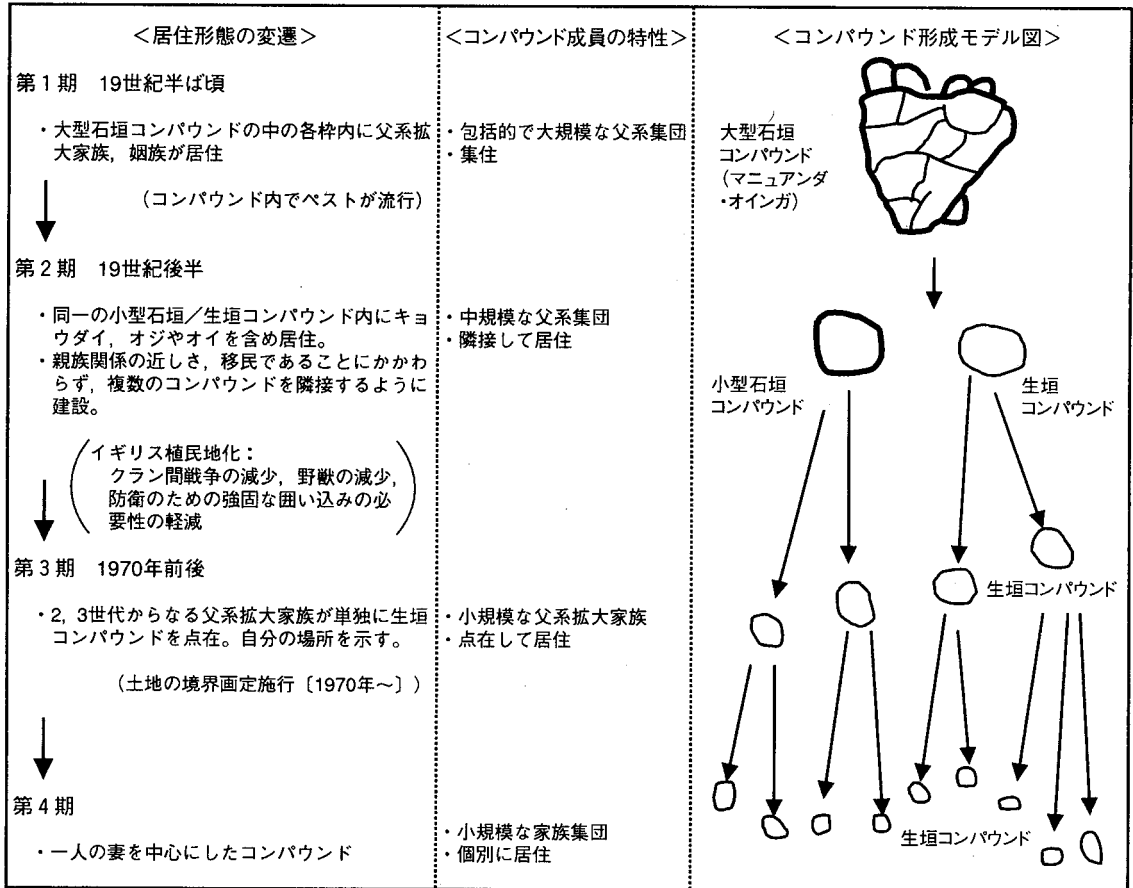 ＜居住形態の変遷＞
第1期　19世紀半ば頃
・大型石垣コンパウンドの中の各枠内に父系拡
大家族，姻族が居住
（コンパウンド内でペストが流行）
第2期　19世紀後半
・同一の小型石垣／生垣コンパウンド内にキョ
ウダイ，オジやオイを含め居住。
・親族関係の近しさ，移民であることにかかわ
らず，複数のコンパウンドを隣接するように
建設。
イギリス植民地化：
クラン間戦争の減少，野獣の減少，
防衛のための強固な囲い込みの必
要性の軽減
第3期　1970年前後
・2，3世代からなる父系拡大家族が単独に生垣
コンパウンドを点在。自分の場所を示す。
（土地の境界画定施行〔1970年～〕）
第4期
・一人の妻を中心にしたコンパウンド
＜コンパウンド成員の特性＞
・包括的で大規模な父系集団
・集住
・中規模な父系集団
・隣接して居住
・小規模な父系拡大家族
・点在して居住
・小規模な家族集団
・個別に居住
＜コンパウンド形成モデル図＞
大型石垣
コンパウンド
（マニュアンダ
・オインガ）
小型石垣
コンパウンド
生垣
コンパウンド
生垣コンパウンド
生垣コンパウンド